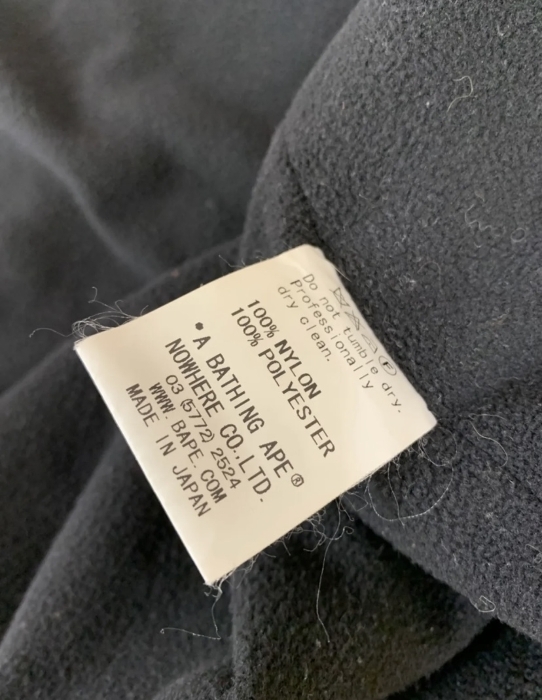 Do not tumble dry.
Professionally
dry clean.
100% NYLON
100% POLYESTER
• A BATHING APE®
NOWHERE CO.,LTD.
03 (5772) 2524
WWW. BAPE. COM
MADE IN JAPAN